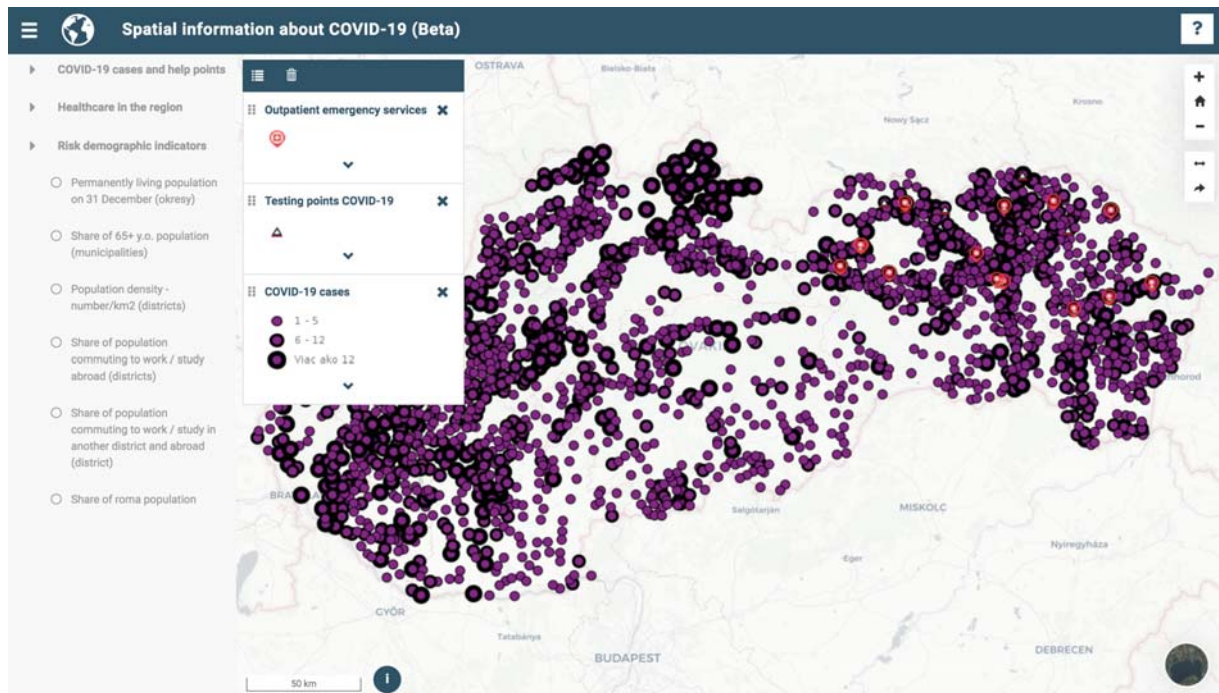 Spatial information about COVID-19 (Beta)
?
COVID-19 cases and help points
Healthcare in the region
Risk demographic indicators
Permanently living population
on 31 December (okresy)
Share of 65+ y.o. population
(municipalities)
Population density -
number/km2 (districts)
Share of population
commuting to work / study
abroad (districts)
Share of population
commuting to work / study in
another district and abroad
(district)
Share of roma population
Outpatient emergency services
Testing points COVID-19
COVID-19 cases
1 - 5
6 - 12
Viac ako 12
OSTRAVA
Bielsko-Biała
Krosno
Nowy Sącz
BRA
Salgótarján
MISKOLC
Nyíregyháza
Eger
GYŐR
Tatabánya
BUDAPEST
DEBRECEN
50 km
i